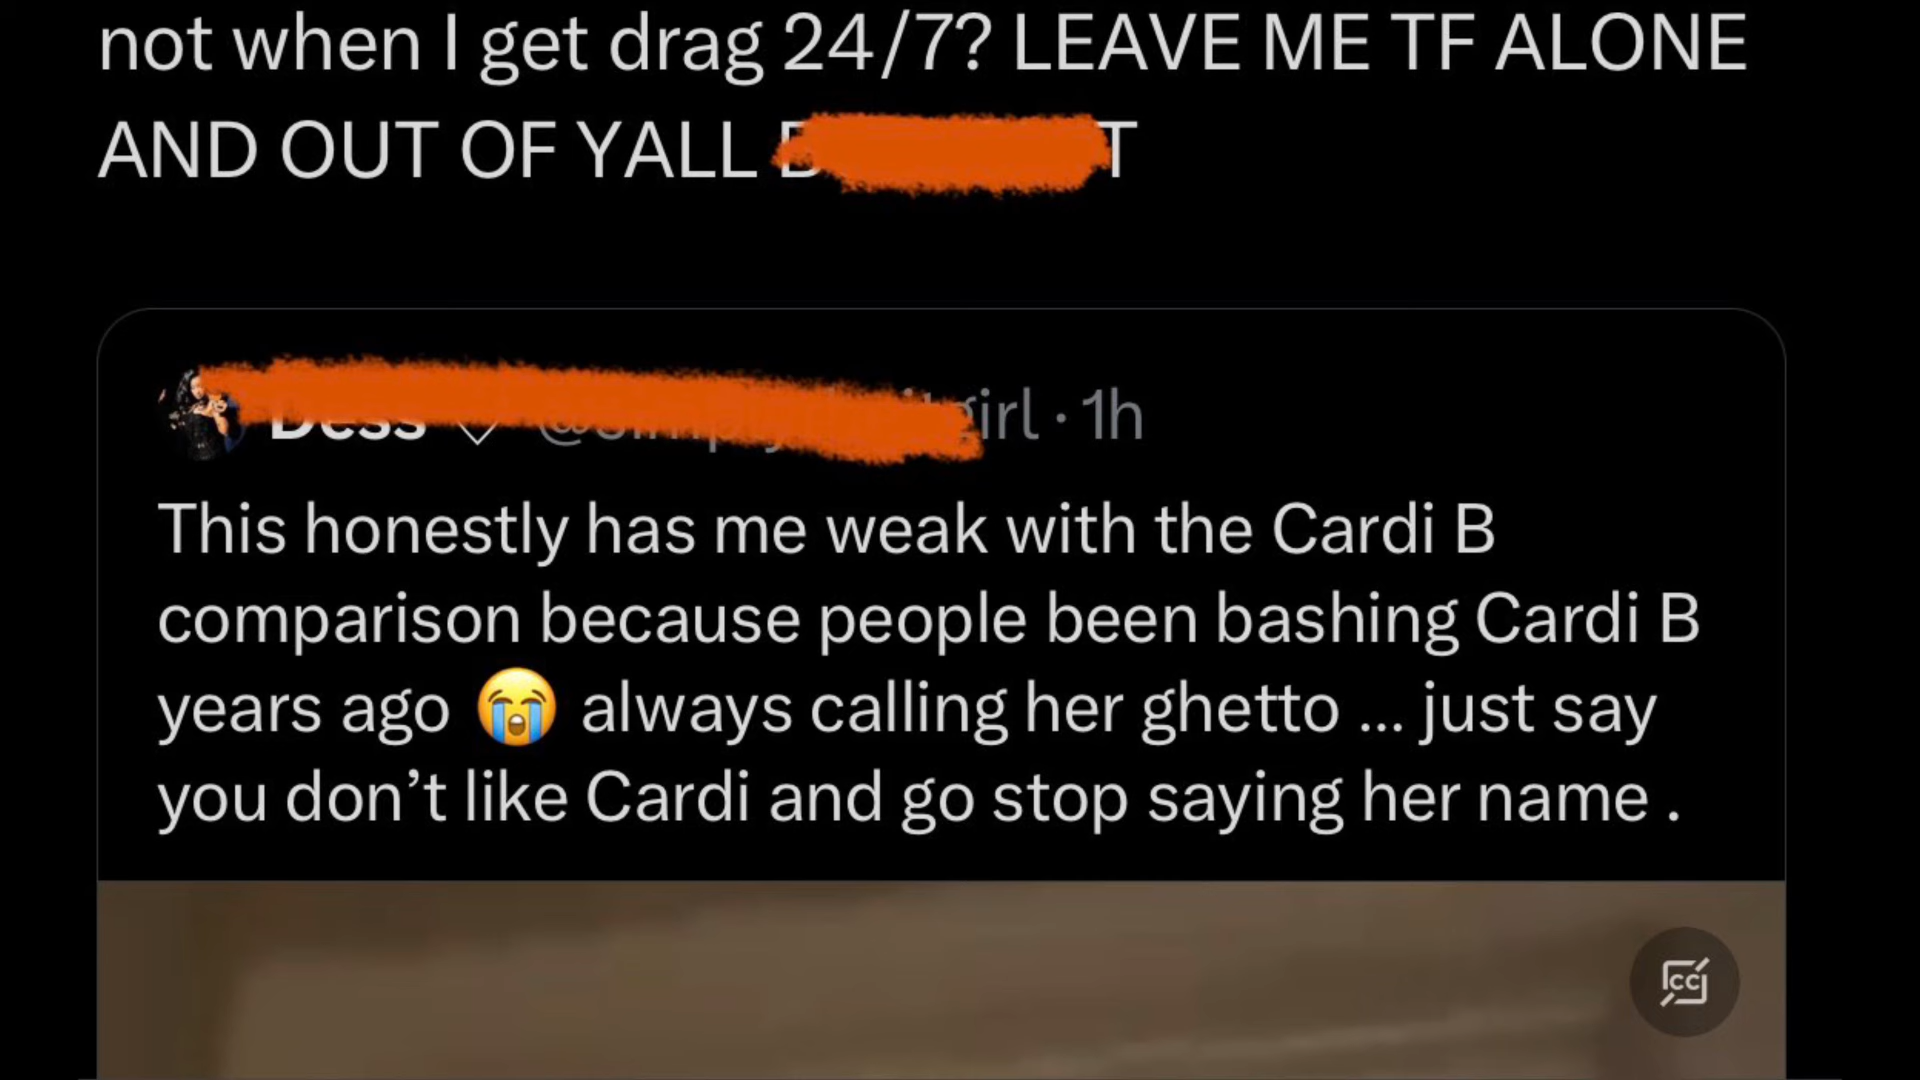 not when I get drag 24/7? LEAVE ME TF ALONE
AND OUT OF YALL
girl · 1h
This honestly has me weak with the Cardi B
comparison because people been bashing Cardi B
years ago 😭 always calling her ghetto ... just say
you don’t like Cardi and go stop saying her name .
CC